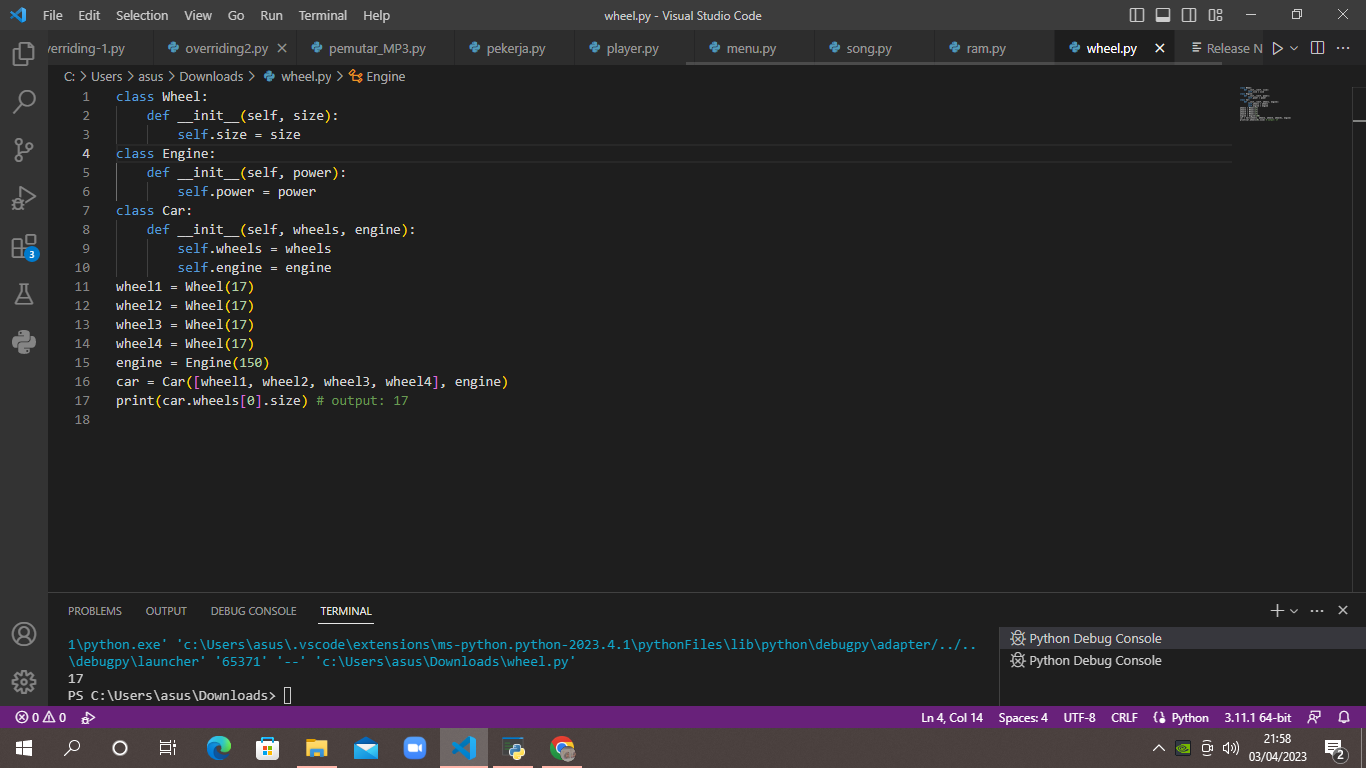 File Edit Selection View Go Run Terminal Help wheel.py - Visual Studio Code
verriding-1.py overriding2.py pemutar_MP3.py pekerja.py player.py menu.py song.py ram.py wheel.py Release N
C: > Users > asus > Downloads > wheel.py > Engine
1 class Wheel:
2     def __init__(self, size):
3         self.size = size
4 class Engine:
5     def __init__(self, power):
6         self.power = power
7 class Car:
8     def __init__(self, wheels, engine):
9         self.wheels = wheels
10         self.engine = engine
11 wheel1 = Wheel(17)
12 wheel2 = Wheel(17)
13 wheel3 = Wheel(17)
14 wheel4 = Wheel(17)
15 engine = Engine(150)
16 car = Car([wheel1, wheel2, wheel3, wheel4], engine)
17 print(car.wheels[0].size) # output: 17
18
3
PROBLEMS OUTPUT DEBUG CONSOLE TERMINAL
1\python.exe' 'c:\Users\asus\.vscode\extensions\ms-python.python-2023.4.1\pythonFiles\lib\python\debugpy\adapter/../..
\debugpy\launcher' '65371' '--' 'c:\Users\asus\Downloads\wheel.py'
17
PS C:\Users\asus\Downloads>
Python Debug Console
Python Debug Console
0 0 Ln 4, Col 14 Spaces: 4 UTF-8 CRLF Python 3.11.1 64-bit
21:58
03/04/2023
2